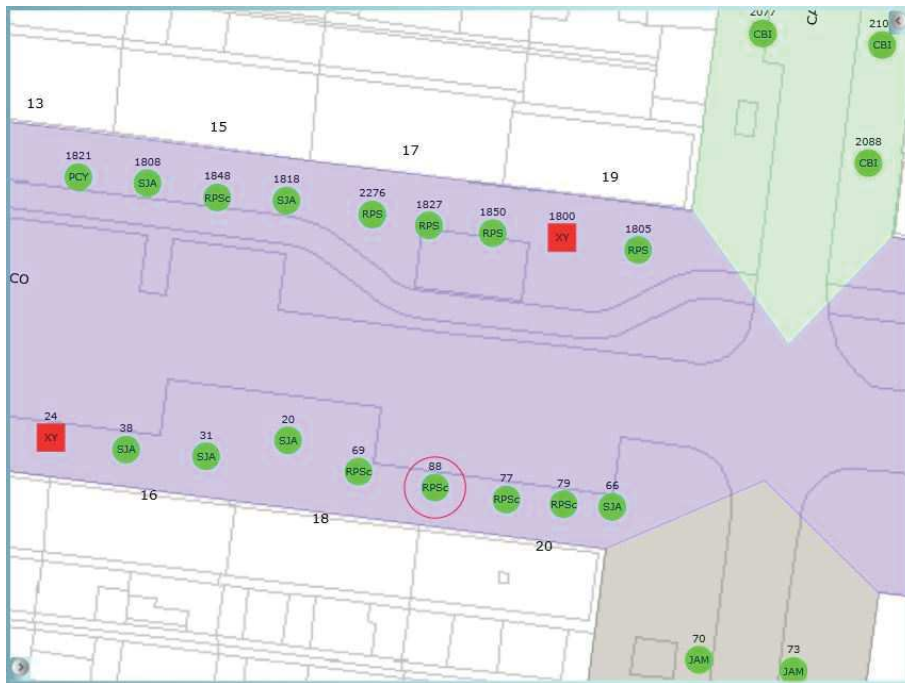 2077
CBI
CA
210
CBI
13
15
17
2088
CBI
1821
PCY
1808
SJA
1848
RPSc
1818
SJA
2276
RPS
1827
RPS
1850
RPS
19
1800
XY
1805
RPS
CO
24
XY
38
SJA
31
SJA
20
SJA
69
RPSc
88
RPSc
77
RPSc
79
RPSc
66
SJA
16
18
20
70
JAM
73
JAM